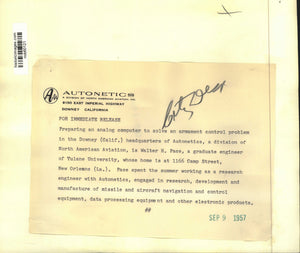 AUTONETICS
A DIVISION OF NORTH AMERICAN AVIATION, INC.
9150 EAST IMPERIAL HIGHWAY
DOWNEY CALIFORNIA
FOR IMMEDIATE RELEASE
Preparing an analog computer to solve an armament control problem
in the Downey (Calif.) headquarters of Autonetics, a division of
North American Aviation, is Walter H. Pace, a graduate engineer
of Tulane University, whose home is at 1166 Camp Street,
New Orleans (La.). Pace spent the summer working as a research
engineer with Autonetics, engaged in research, development and
manufacture of missile and aircraft navigation and control
equipment, data processing equipment and other electronic products.
##
SEP 9 1957